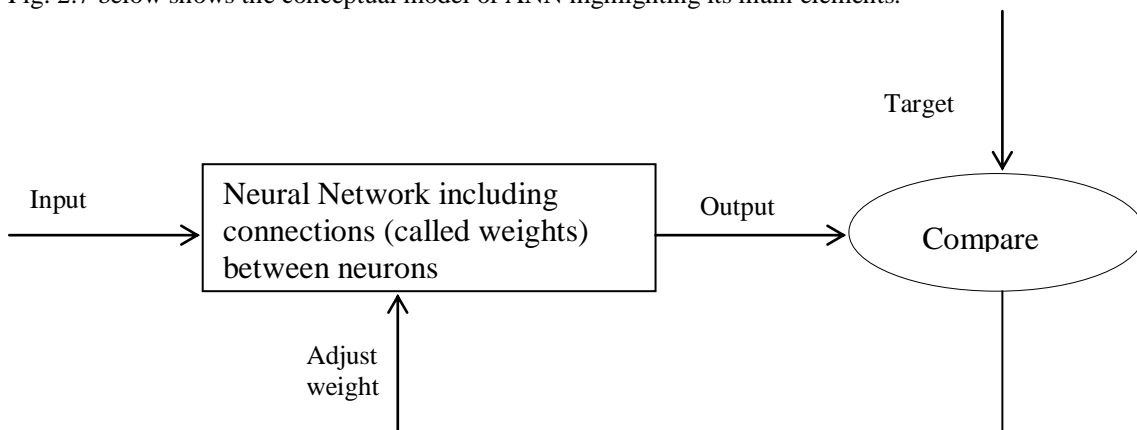 Fig. 2.7 below shows the conceptual model of ANN highlighting its main elements.
Target
Input
Neural Network including
connections (called weights)
between neurons
Output
Compare
Adjust
weight